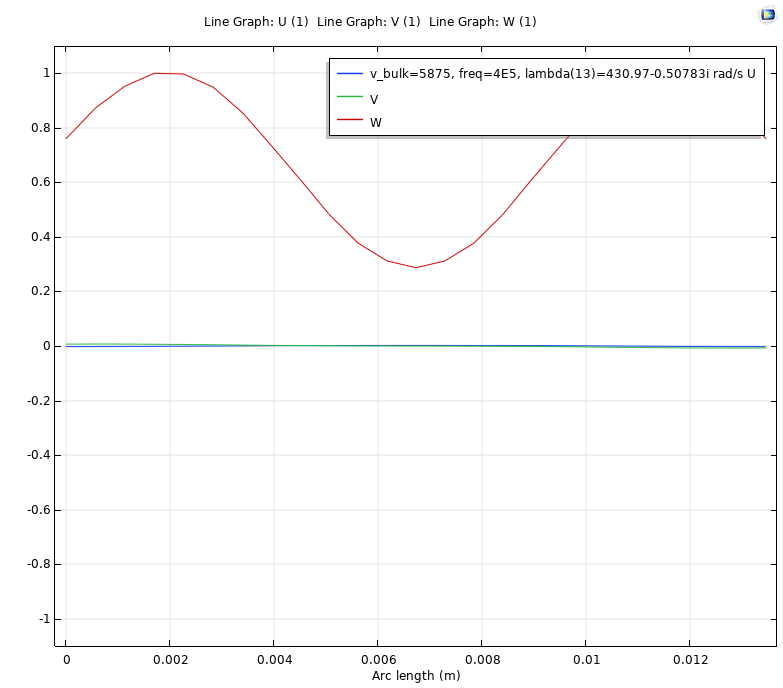 Line Graph: U (1)  Line Graph: V (1)  Line Graph: W (1)
v_bulk=5875, freq=4E5, lambda(13)=430.97-0.50783i rad/s U
V
W
1
0.8
0.6
0.4
0.2
0
-0.2
-0.4
-0.6
-0.8
-1
0 0.002 0.004 0.006 0.008 0.01 0.012
Arc length (m)